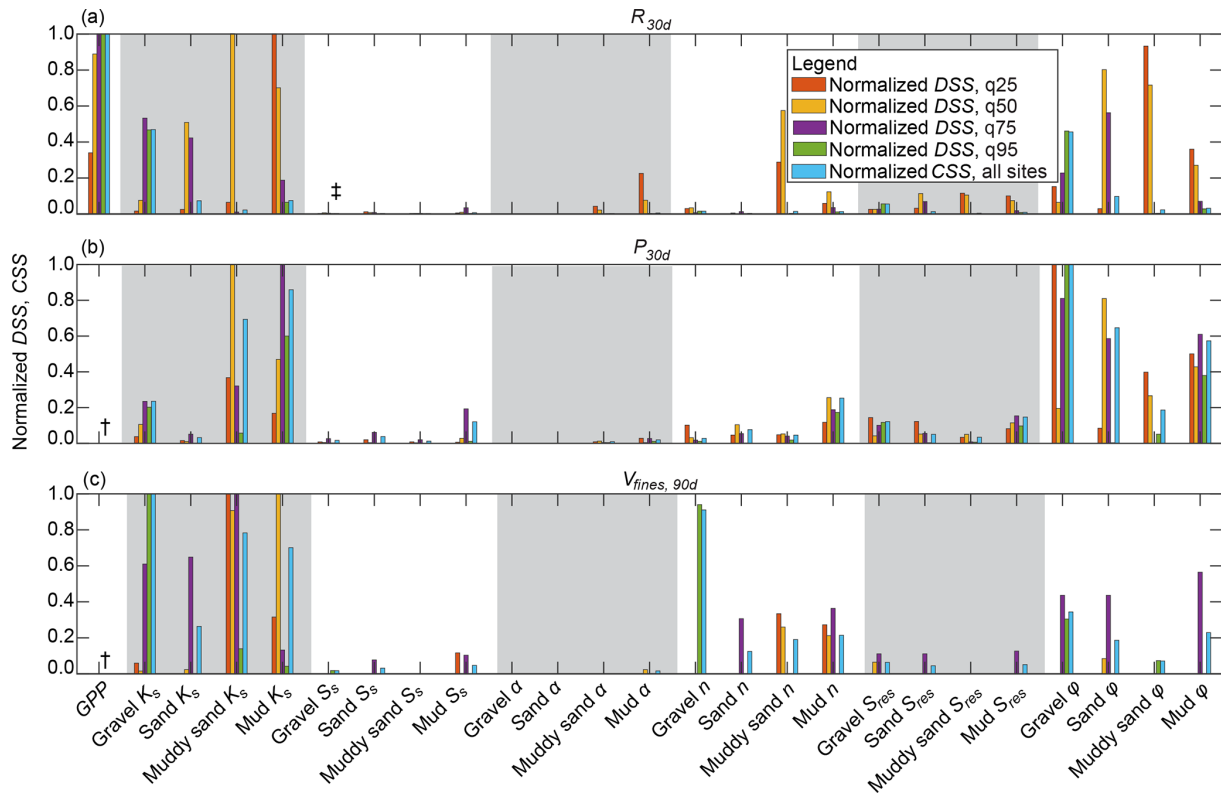 (a) R30d
1.0
0.8
0.6
0.4
0.2
0.0
‡
Legend
Normalized DSS, q25
Normalized DSS, q50
Normalized DSS, q75
Normalized DSS, q95
Normalized CSS, all sites
(b) P30d
1.0
0.8
0.6
0.4
0.2
0.0
†
Normalized DSS, CSS
(c) Vfines, 90d
1.0
0.8
0.6
0.4
0.2
0.0
†
GPP
Gravel Ks
Sand Ks
Muddy sand Ks
Mud Ks
Gravel Ss
Sand Ss
Muddy sand Ss
Mud Ss
Gravel α
Sand α
Muddy sand α
Mud α
Gravel n
Sand n
Muddy sand n
Mud n
Gravel Sres
Sand Sres
Muddy sand Sres
Mud Sres
Gravel φ
Sand φ
Muddy sand φ
Mud φ